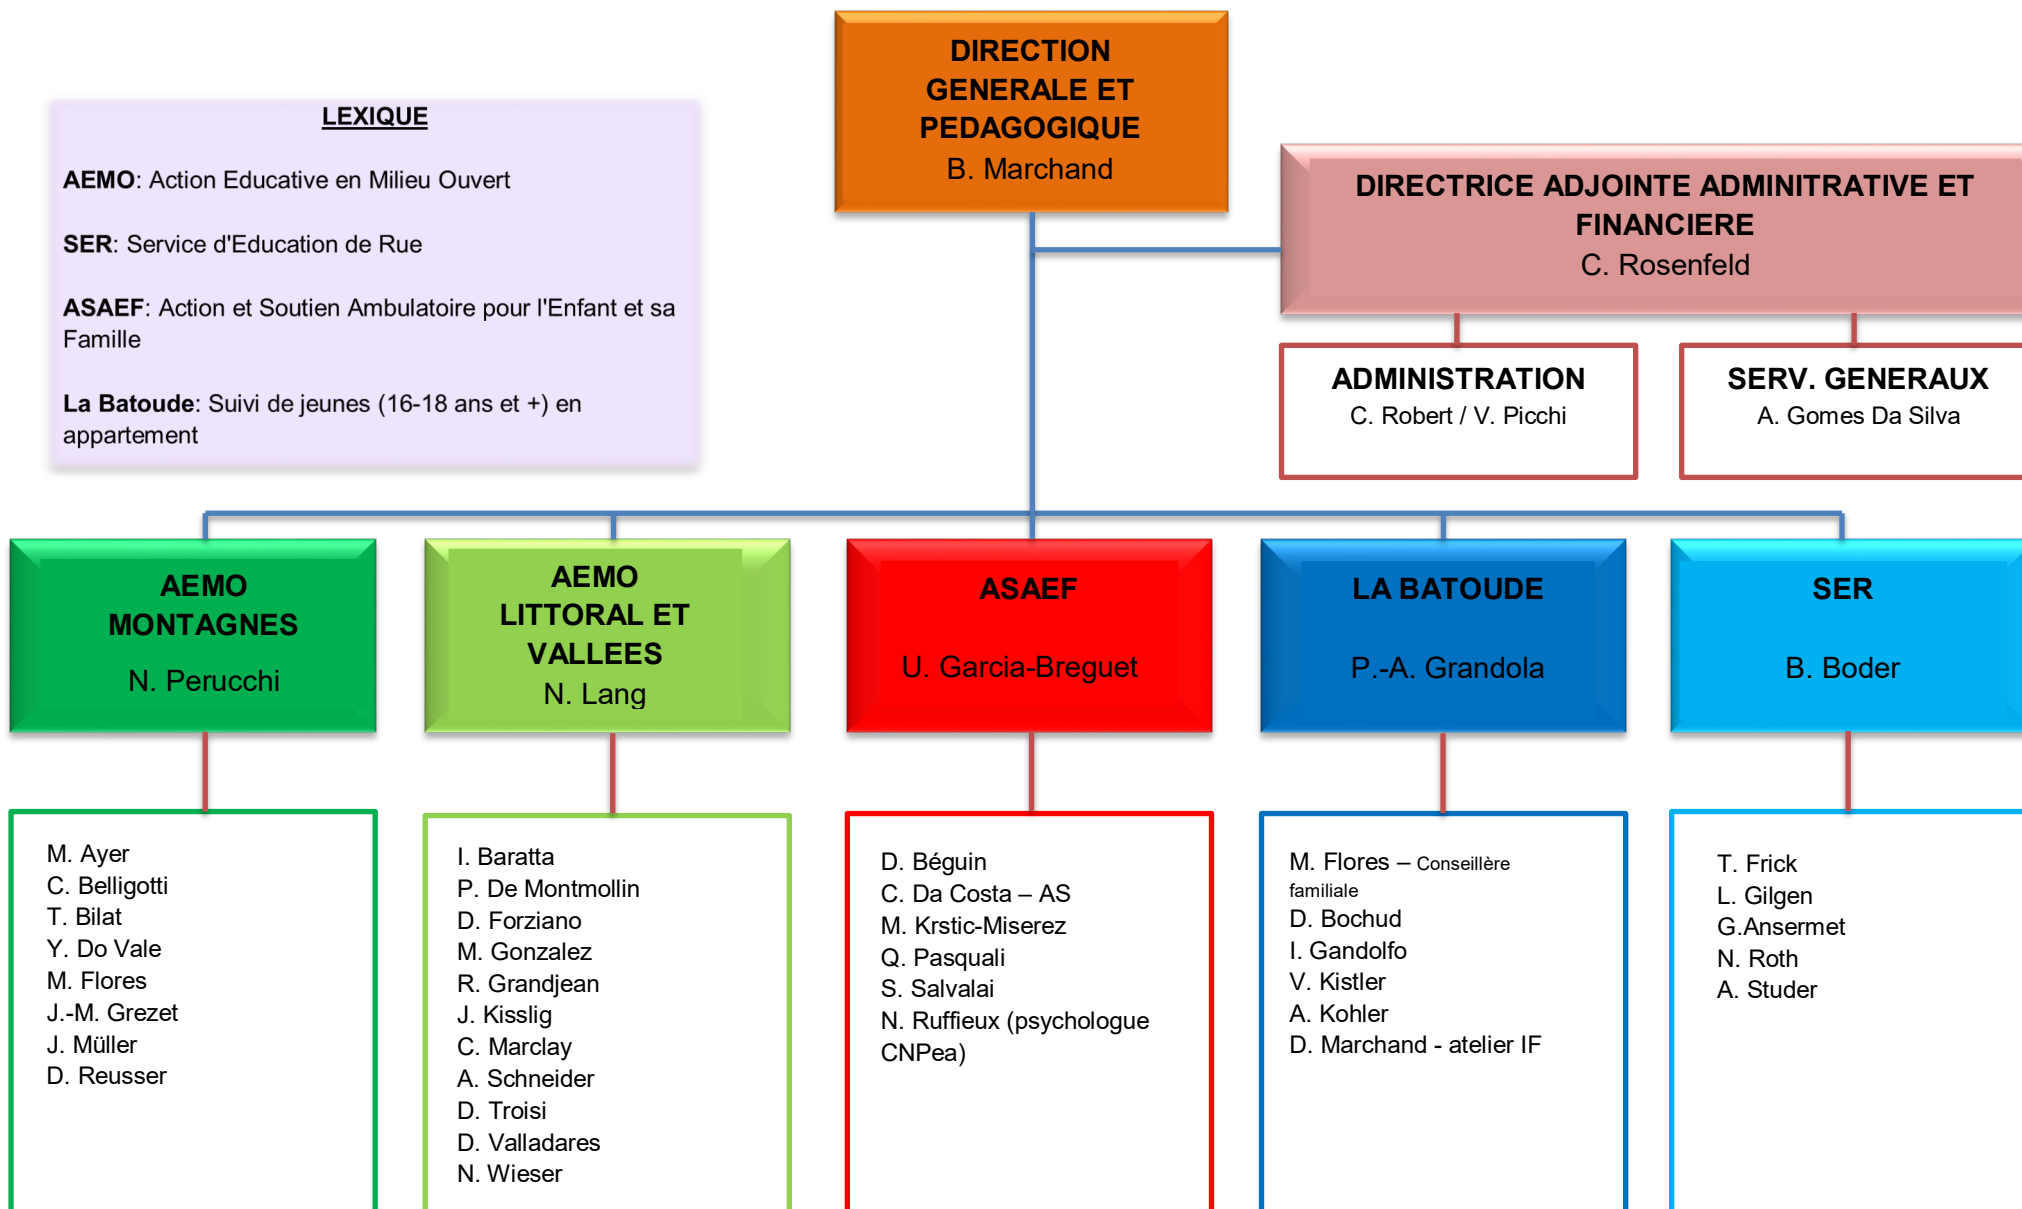 DIRECTION
GENERALE ET
PEDAGOGIQUE
B. Marchand
LEXIQUE
AEMO: Action Educative en Milieu Ouvert
SER: Service d'Education de Rue
ASAEF: Action et Soutien Ambulatoire pour l'Enfant et sa
Famille
La Batoude: Suivi de jeunes (16-18 ans et +) en
appartement
DIRECTRICE ADJOINTE ADMINITRATIVE ET
FINANCIERE
C. Rosenfeld
ADMINISTRATION
C. Robert / V. Picchi
SERV. GENERAUX
A. Gomes Da Silva
AEMO
MONTAGNES
N. Perucchi
AEMO
LITTORAL ET
VALLEES
N. Lang
ASAEF
U. Garcia-Breguet
LA BATOUDE
P.-A. Grandola
SER
B. Boder
M. Ayer
C. Belligotti
T. Bilat
Y. Do Vale
M. Flores
J.-M. Grezet
J. Müller
D. Reusser
I. Baratta
P. De Montmollin
D. Forziano
M. Gonzalez
R. Grandjean
J. Kisslig
C. Marclay
A. Schneider
D. Troisi
D. Valladares
N. Wieser
D. Béguin
C. Da Costa – AS
M. Krstic-Miserez
Q. Pasquali
S. Salvalai
N. Ruffieux (psychologue
CNPea)
M. Flores – Conseillère
familiale
D. Bochud
I. Gandolfo
V. Kistler
A. Kohler
D. Marchand - atelier IF
T. Frick
L. Gilgen
G.Ansermet
N. Roth
A. Studer